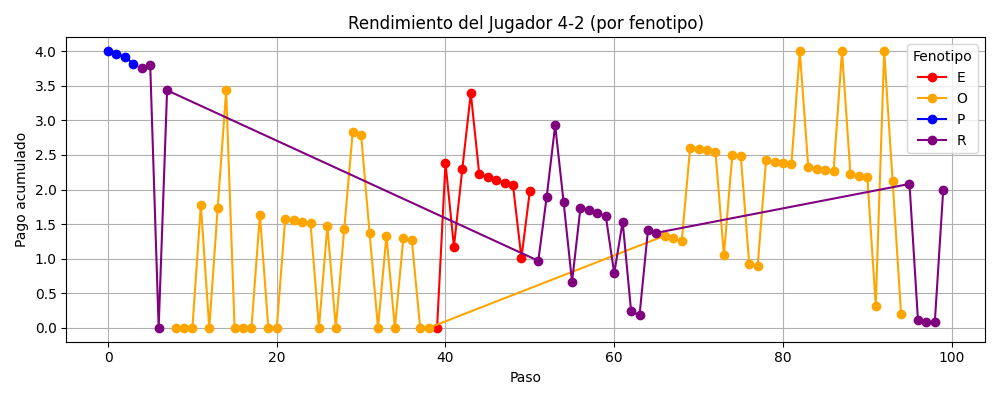 Rendimiento del Jugador 4-2 (por fenotipo)
Pago acumulado
4.0
3.5
3.0
2.5
2.0
1.5
1.0
0.5
0.0
Fenotipo
E
O
P
R
0 20 40 60 80 100
Paso